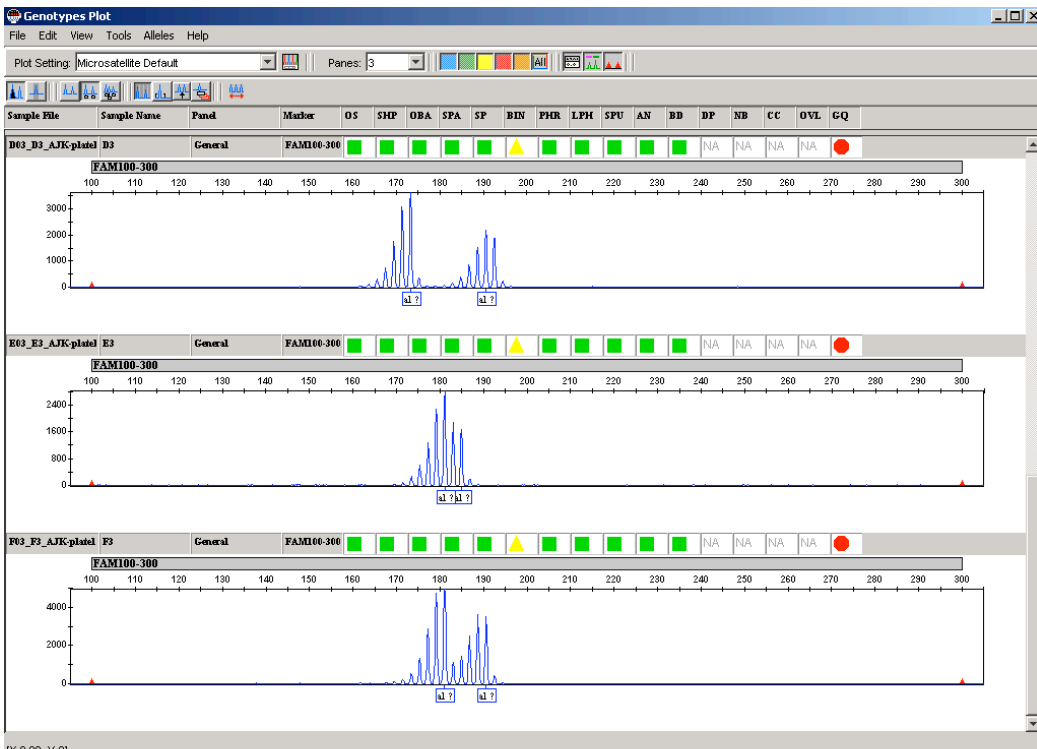 Genotypes Plot
File Edit View Tools Alleles Help
Plot Setting: Microsatellite Default Panes: 3 All
Sample File Sample Name Panel Marker OS SHP OBA SPA SP BIN PHR LPH SPU AN BD DP NB CC OVL GQ
D03_D3_AJK-plate1 D3 General FAM100-300 NA NA NA NA
FAM100-300
100 110 120 130 140 150 160 170 180 190 200 210 220 230 240 250 260 270 280 290 300
3000
2000
1000
0
al ? al ?
E03_E3_AJK-plate1 E3 General FAM100-300 NA NA NA NA
FAM100-300
100 110 120 130 140 150 160 170 180 190 200 210 220 230 240 250 260 270 280 290 300
2400
1600
800
0
al ? al ?
F03_F3_AJK-plate1 F3 General FAM100-300 NA NA NA NA
FAM100-300
100 110 120 130 140 150 160 170 180 190 200 210 220 230 240 250 260 270 280 290 300
4000
2000
0
al ? al ?